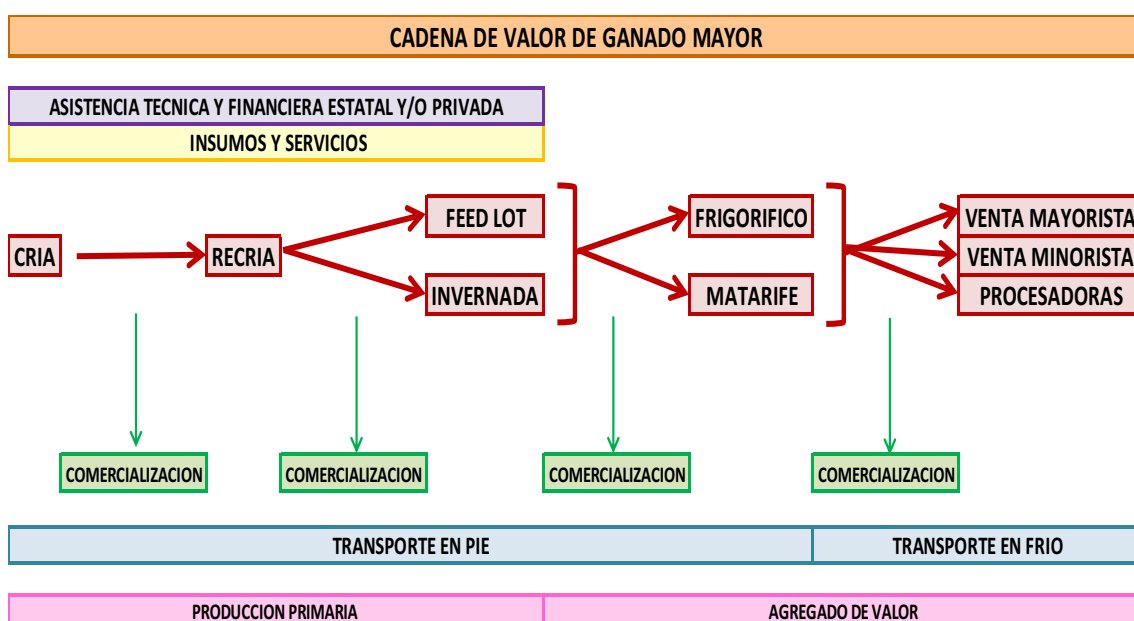 CADENA DE VALOR DE GANADO MAYOR
ASISTENCIA TECNICA Y FINANCIERA ESTATAL Y/O PRIVADA
INSUMOS Y SERVICIOS
FEED LOT
FRIGORIFICO
VENTA MAYORISTA
CRIA
RECRIA
VENTA MINORISTA
INVERNADA
MATARIFE
PROCESADORAS
COMERCIALIZACION
COMERCIALIZACION
COMERCIALIZACION
COMERCIALIZACION
TRANSPORTE EN PIE
TRANSPORTE EN FRIO
PRODUCCION PRIMARIA
AGREGADO DE VALOR